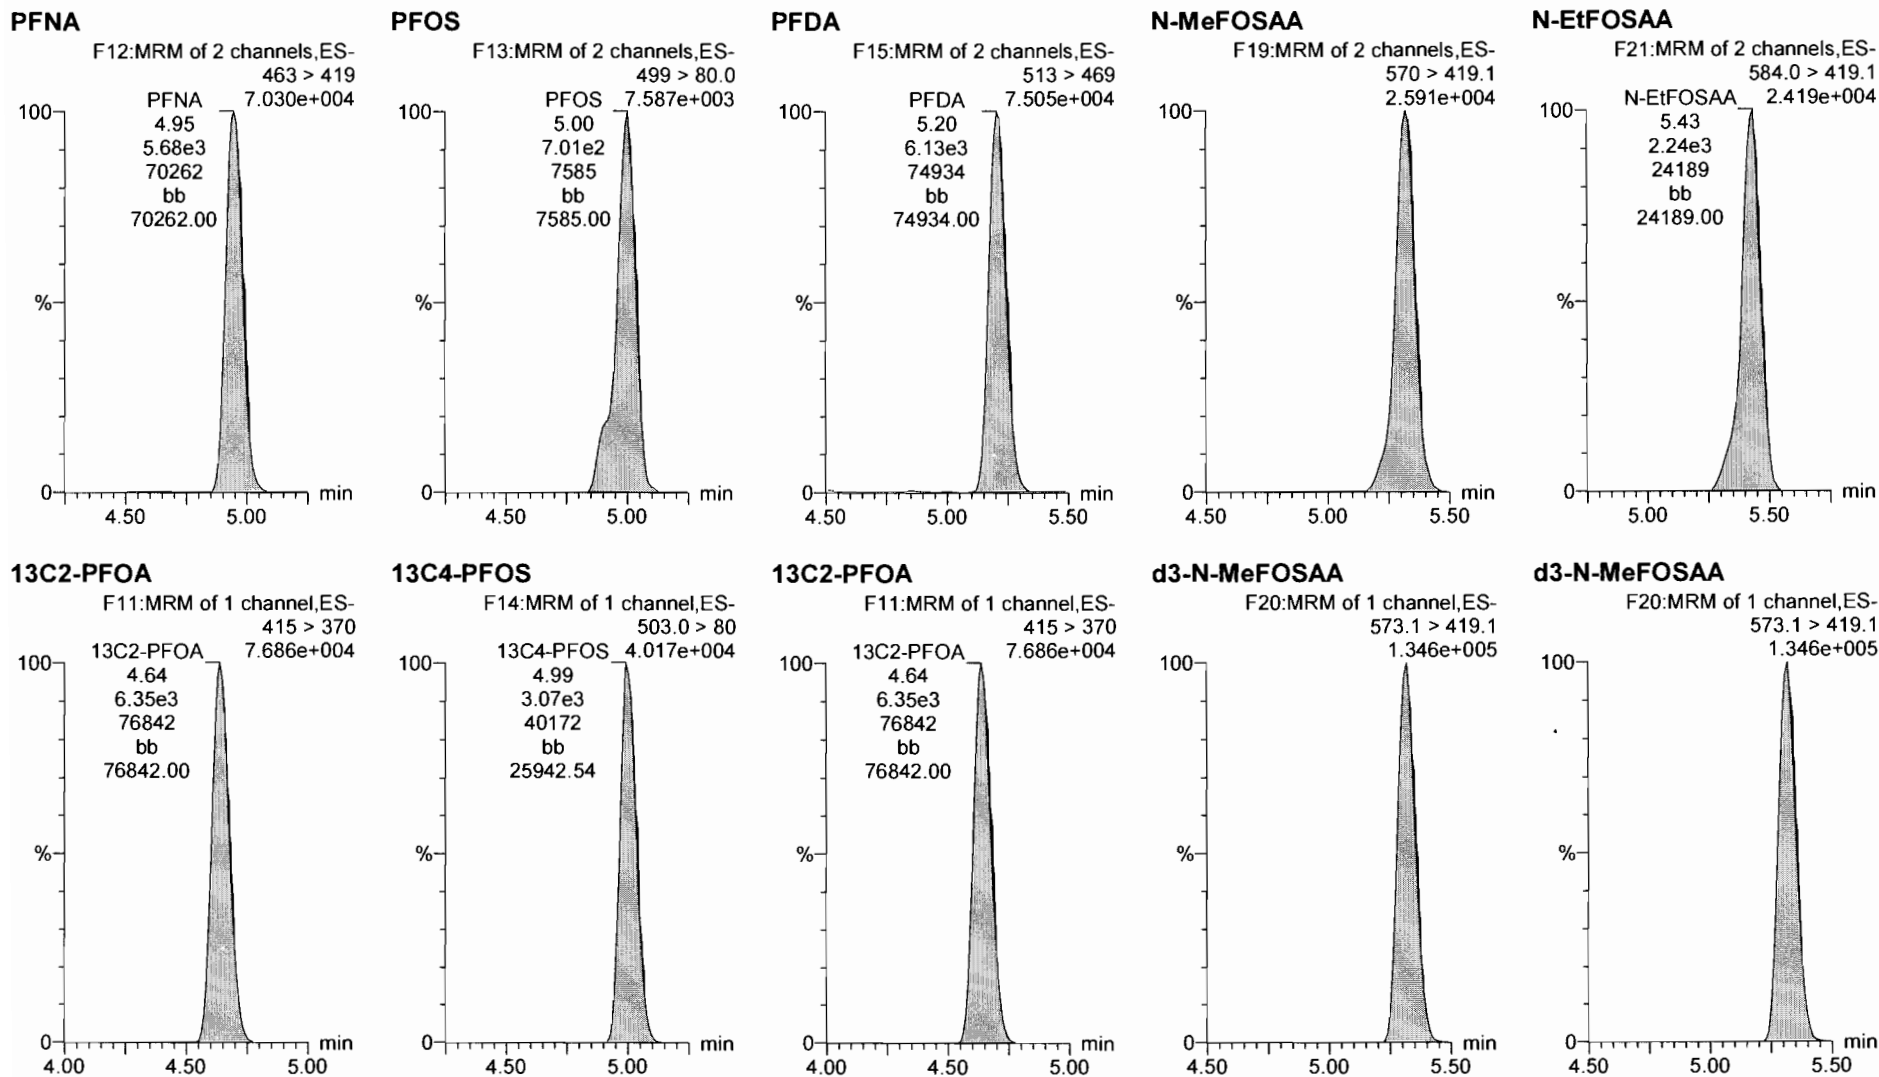 PFNA
F12:MRM of 2 channels,ES-
463 > 419
7.030e+004
PFNA
4.95
5.68e3
70262
bb
70262.00
100
%
0
min
4.50
5.00
PFOS
F13:MRM of 2 channels,ES-
499 > 80.0
7.587e+003
PFOS
5.00
7.01e2
7585
bb
7585.00
100
%
0
min
4.50
5.00
PFDA
F15:MRM of 2 channels,ES-
513 > 469
7.505e+004
PFDA
5.20
6.13e3
74934
bb
74934.00
100
%
0
min
4.50
5.00
5.50
N-MeFOSAA
F19:MRM of 2 channels,ES-
570 > 419.1
2.591e+004
100
%
0
min
4.50
5.00
5.50
N-EtFOSAA
F21:MRM of 2 channels,ES-
584.0 > 419.1
2.419e+004
N-EtFOSAA
5.43
2.24e3
24189
bb
24189.00
100
%
0
min
5.00
5.50
13C2-PFOA
F11:MRM of 1 channel,ES-
415 > 370
7.686e+004
13C2-PFOA
4.64
6.35e3
76842
bb
76842.00
100
%
0
min
4.00
4.50
5.00
13C4-PFOS
F14:MRM of 1 channel,ES-
503.0 > 80
4.017e+004
13C4-PFOS
4.99
3.07e3
40172
bb
25942.54
100
%
0
min
4.50
5.00
13C2-PFOA
F11:MRM of 1 channel,ES-
415 > 370
7.686e+004
13C2-PFOA
4.64
6.35e3
76842
bb
76842.00
100
%
0
min
4.00
4.50
5.00
d3-N-MeFOSAA
F20:MRM of 1 channel,ES-
573.1 > 419.1
1.346e+005
100
%
0
min
4.50
5.00
5.50
d3-N-MeFOSAA
F20:MRM of 1 channel,ES-
573.1 > 419.1
1.346e+005
100
%
0
min
4.50
5.00
5.50